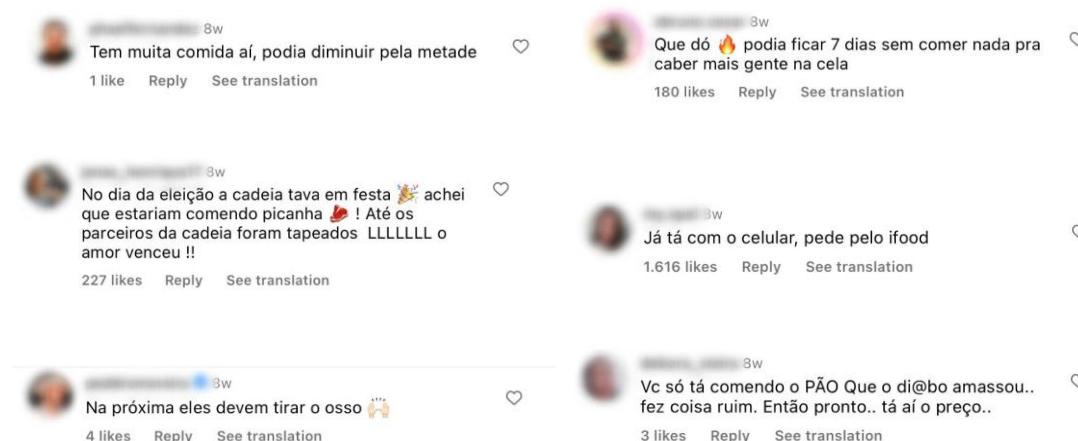 8w
Tem muita comida aí, podia diminuir pela metade
1 like Reply See translation
8w
No dia da eleição a cadeia tava em festa 🎉 achei
que estariam comendo picanha 🥩 ! Até os
parceiros da cadeia foram tapeados LLLLLLL o
amor venceu !!
227 likes Reply See translation
8w
Na próxima eles devem tirar o osso 🙌🏻
4 likes Reply See translation
8w
Que dó 🔥 podia ficar 7 dias sem comer nada pra
caber mais gente na cela
180 likes Reply See translation
8w
Já tá com o celular, pede pelo ifood
1.616 likes Reply See translation
8w
Vc só tá comendo o PÃO Que o di@bo amassou..
fez coisa ruim. Então pronto.. tá aí o preço..
3 likes Reply See translation